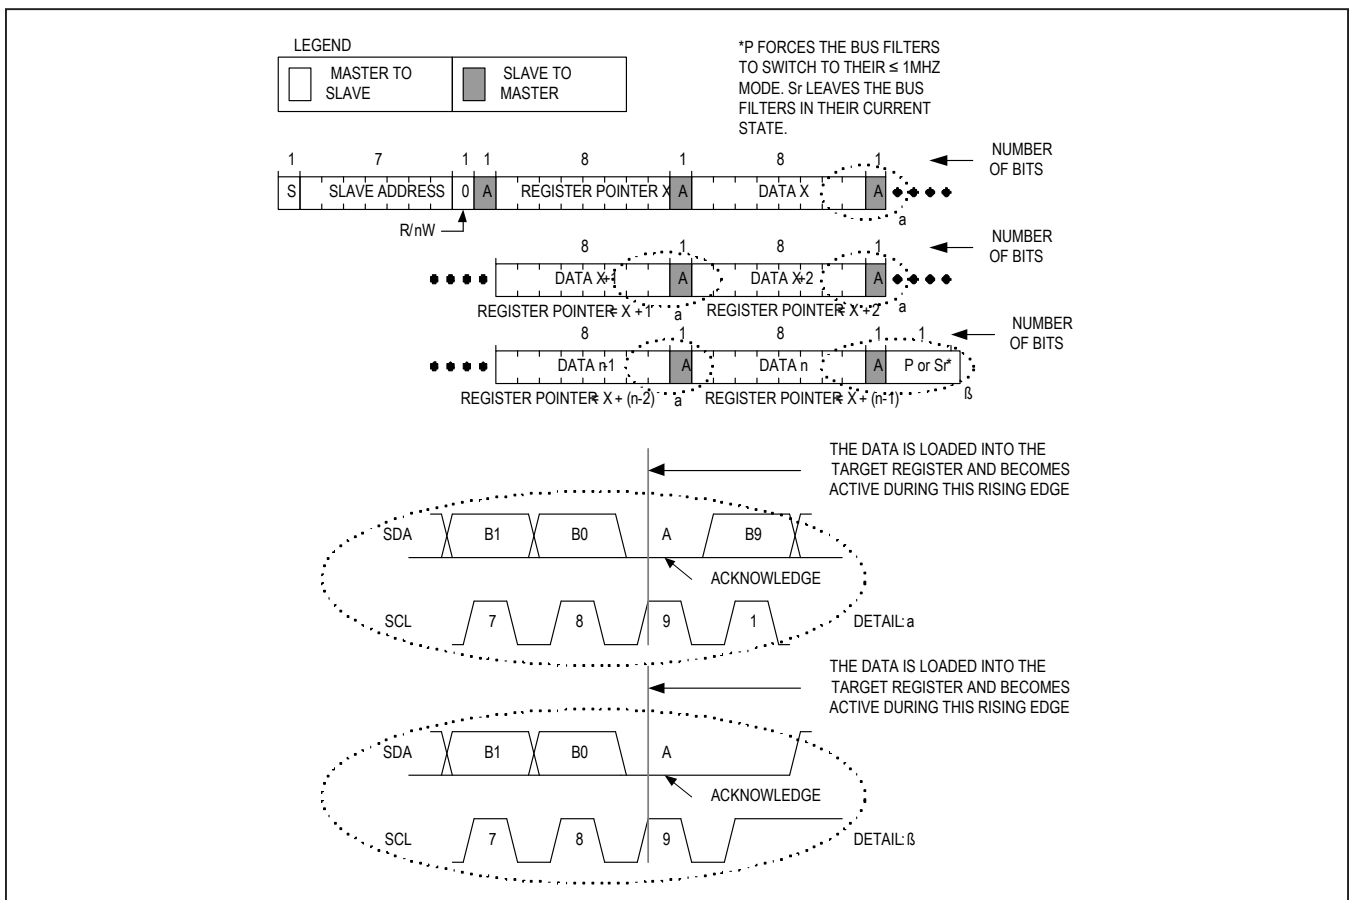 LEGEND
MASTER TO
SLAVE
SLAVE TO
MASTER
*P FORCES THE BUS FILTERS
TO SWITCH TO THEIR ≤ 1MHZ
MODE. Sr LEAVES THE BUS
FILTERS IN THEIR CURRENT
STATE.
1 7 1 1 8 1 8 1
NUMBER
OF BITS
S SLAVE ADDRESS 0 A REGISTER POINTER X A DATA X A
a
R/nW
8 1 8 1
NUMBER
OF BITS
DATA X+1 A DATA X+2 A
REGISTER POINTER = X + 1 a REGISTER POINTER = X + 2 a
8 1 8 1 1
NUMBER
OF BITS
DATA n-1 A DATA n A P or Sr*
REGISTER POINTER = X + (n-2) a REGISTER POINTER = X + (n-1) ß
THE DATA IS LOADED INTO THE
TARGET REGISTER AND BECOMES
ACTIVE DURING THIS RISING EDGE
SDA B1 B0 A B9
ACKNOWLEDGE
SCL 7 8 9 1 DETAIL: a
THE DATA IS LOADED INTO THE
TARGET REGISTER AND BECOMES
ACTIVE DURING THIS RISING EDGE
SDA B1 B0 A
ACKNOWLEDGE
SCL 7 8 9 DETAIL: ß